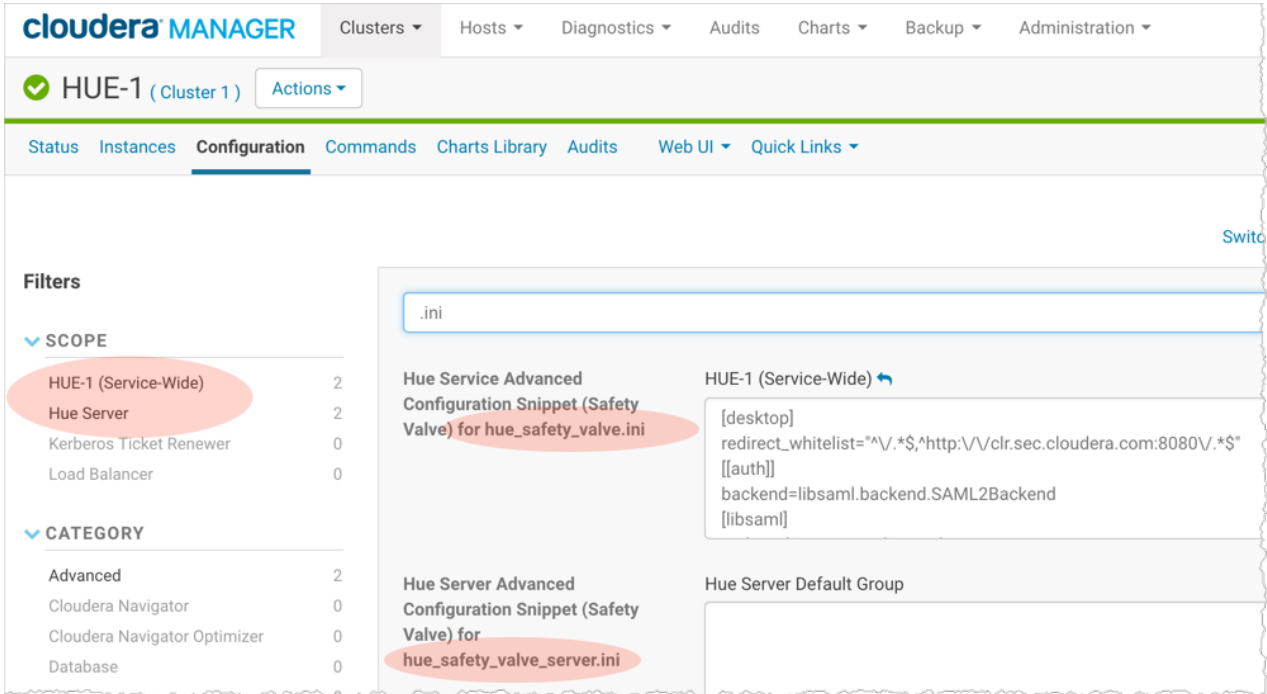 cloudera MANAGER Clusters Hosts Diagnostics Audits Charts Backup Administration
HUE-1 ( Cluster 1 ) Actions
Status Instances Configuration Commands Charts Library Audits Web UI Quick Links
Filters
SCOPE
HUE-1 (Service-Wide) 2
Hue Server 2
Kerberos Ticket Renewer 0
Load Balancer 0
CATEGORY
Advanced 2
Cloudera Navigator 0
Cloudera Navigator Optimizer 0
Database 0
.ini
Hue Service Advanced
Configuration Snippet (Safety
Valve) for hue_safety_valve.ini
HUE-1 (Service-Wide)
[desktop]
redirect_whitelist="^\/.*$,^http:\/\/clr.sec.cloudera.com:8080\/.*$"
[[auth]]
backend=libsaml.backend.SAML2Backend
[libsaml]
Hue Server Advanced
Configuration Snippet (Safety
Valve) for
hue_safety_valve_server.ini
Hue Server Default Group